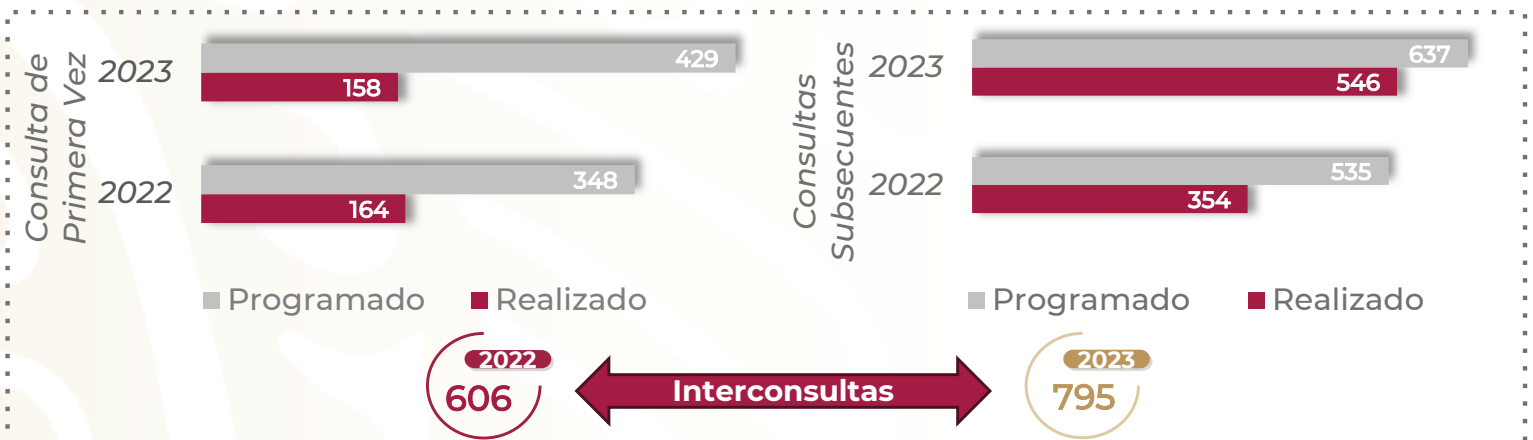 Consulta de
Primera Vez
2023
429
158
2022
348
164
Programado
Realizado
Consultas
Subsecuentes
2023
637
546
2022
535
354
Programado
Realizado
2022
606
Interconsultas
2023
795